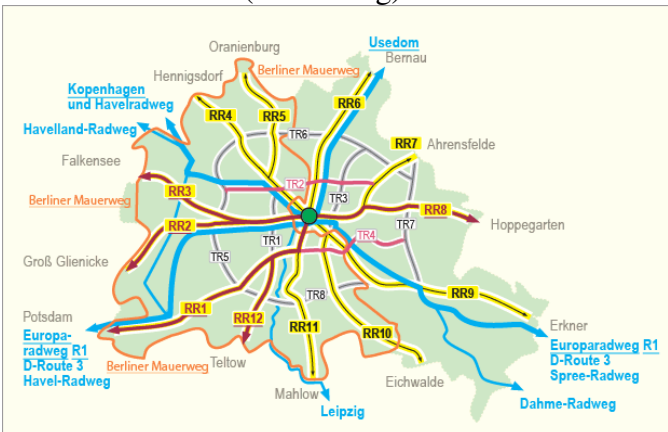 Oranienburg
Usedom
Bernau
Berliner Mauerweg
Hennigsdorf
Kopenhagen
und Havelradweg
RR6
RR4
RR5
Havelland-Radweg
TR6
RR7
Ahrensfelde
Falkensee
TR2
RR3
TR3
Berliner Mauerweg
RR8
RR2
TR7
Hoppegarten
TR1
TR4
Groß Glienicke
TR5
RR9
TR8
Potsdam
RR1
RR12
RR11
RR10
Erkner
Europa-
radweg R1
D-Route 3
Havel-Radweg
Berliner Mauerweg
Teltow
Europaradweg R1
D-Route 3
Spree-Radweg
Eichwalde
Mahlow
Leipzig
Dahme-Radweg